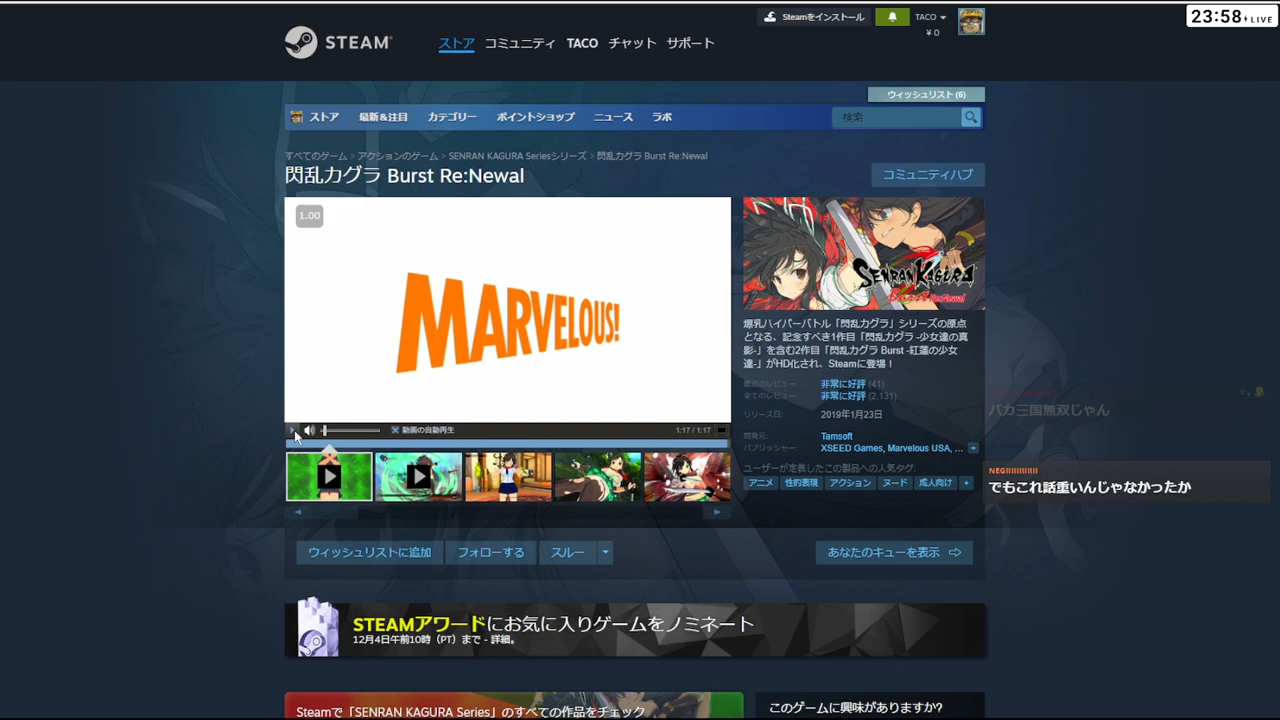 23:58 LIVE
Steamをインストール
TACO
¥ 0
STEAM
ストア コミュニティ TACO チャット サポート
ウィッシュリスト (6)
ストア 最新&注目 カテゴリー ポイントショップ ニュース ラボ
検索
すべてのゲーム > アクションのゲーム > SENRAN KAGURA Seriesシリーズ > 閃乱カグラ Burst Re:Newal
閃乱カグラ Burst Re:Newal
コミュニティハブ
1.00
MARVELOUS!
動画の自動再生
1:17 / 1:17
SENRAN KAGURA
Burst Re:Newal
爆乳ハイパーバトル「閃乱カグラ」シリーズの原点
となる、記念すべき1作目「閃乱カグラ -少女達の真
影-」を含む2作目「閃乱カグラ Burst -紅蓮の少女
達-」がHD化され、Steamに登場！
最近のレビュー: 非常に好評 (41)
全てのレビュー: 非常に好評 (2,131)
リリース日: 2019年1月23日
開発元: Tamsoft
パブリッシャー: XSEED Games, Marvelous USA, ... +
ユーザーが定義したこの製品への人気タグ:
アニメ 性的表現 アクション ヌード 成人向け +
バカ三国無双じゃん
NEGIIIIIIIIIII
でもこれ話重いんじゃなかったか
ウィッシュリストに追加 フォローする スルー
あなたのキューを表示
STEAMアワードにお気に入りゲームをノミネート
12月4日午前10時（PT）まで - 詳細。
Steamで「SENRAN KAGURA Series」のすべての作品をチェック
このゲームに興味がありますか?